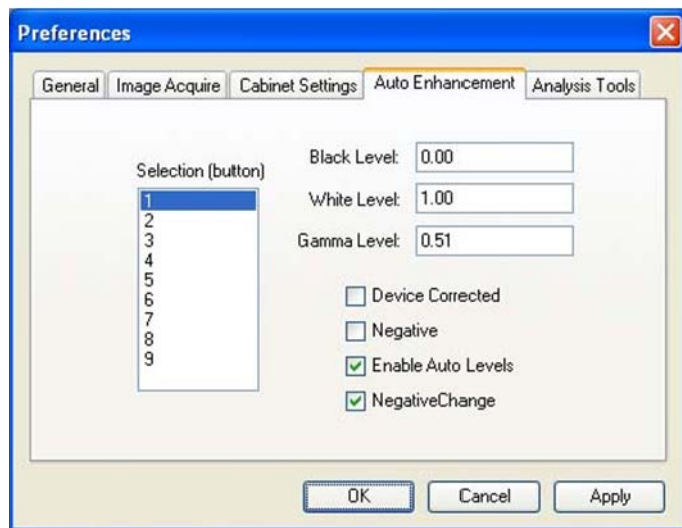 Preferences
General Image Acquire Cabinet Settings Auto Enhancement Analysis Tools
Selection (button)
1
2
3
4
5
6
7
8
9
Black Level: 0.00
White Level: 1.00
Gamma Level: 0.51
Device Corrected
Negative
Enable Auto Levels
NegativeChange
OK Cancel Apply